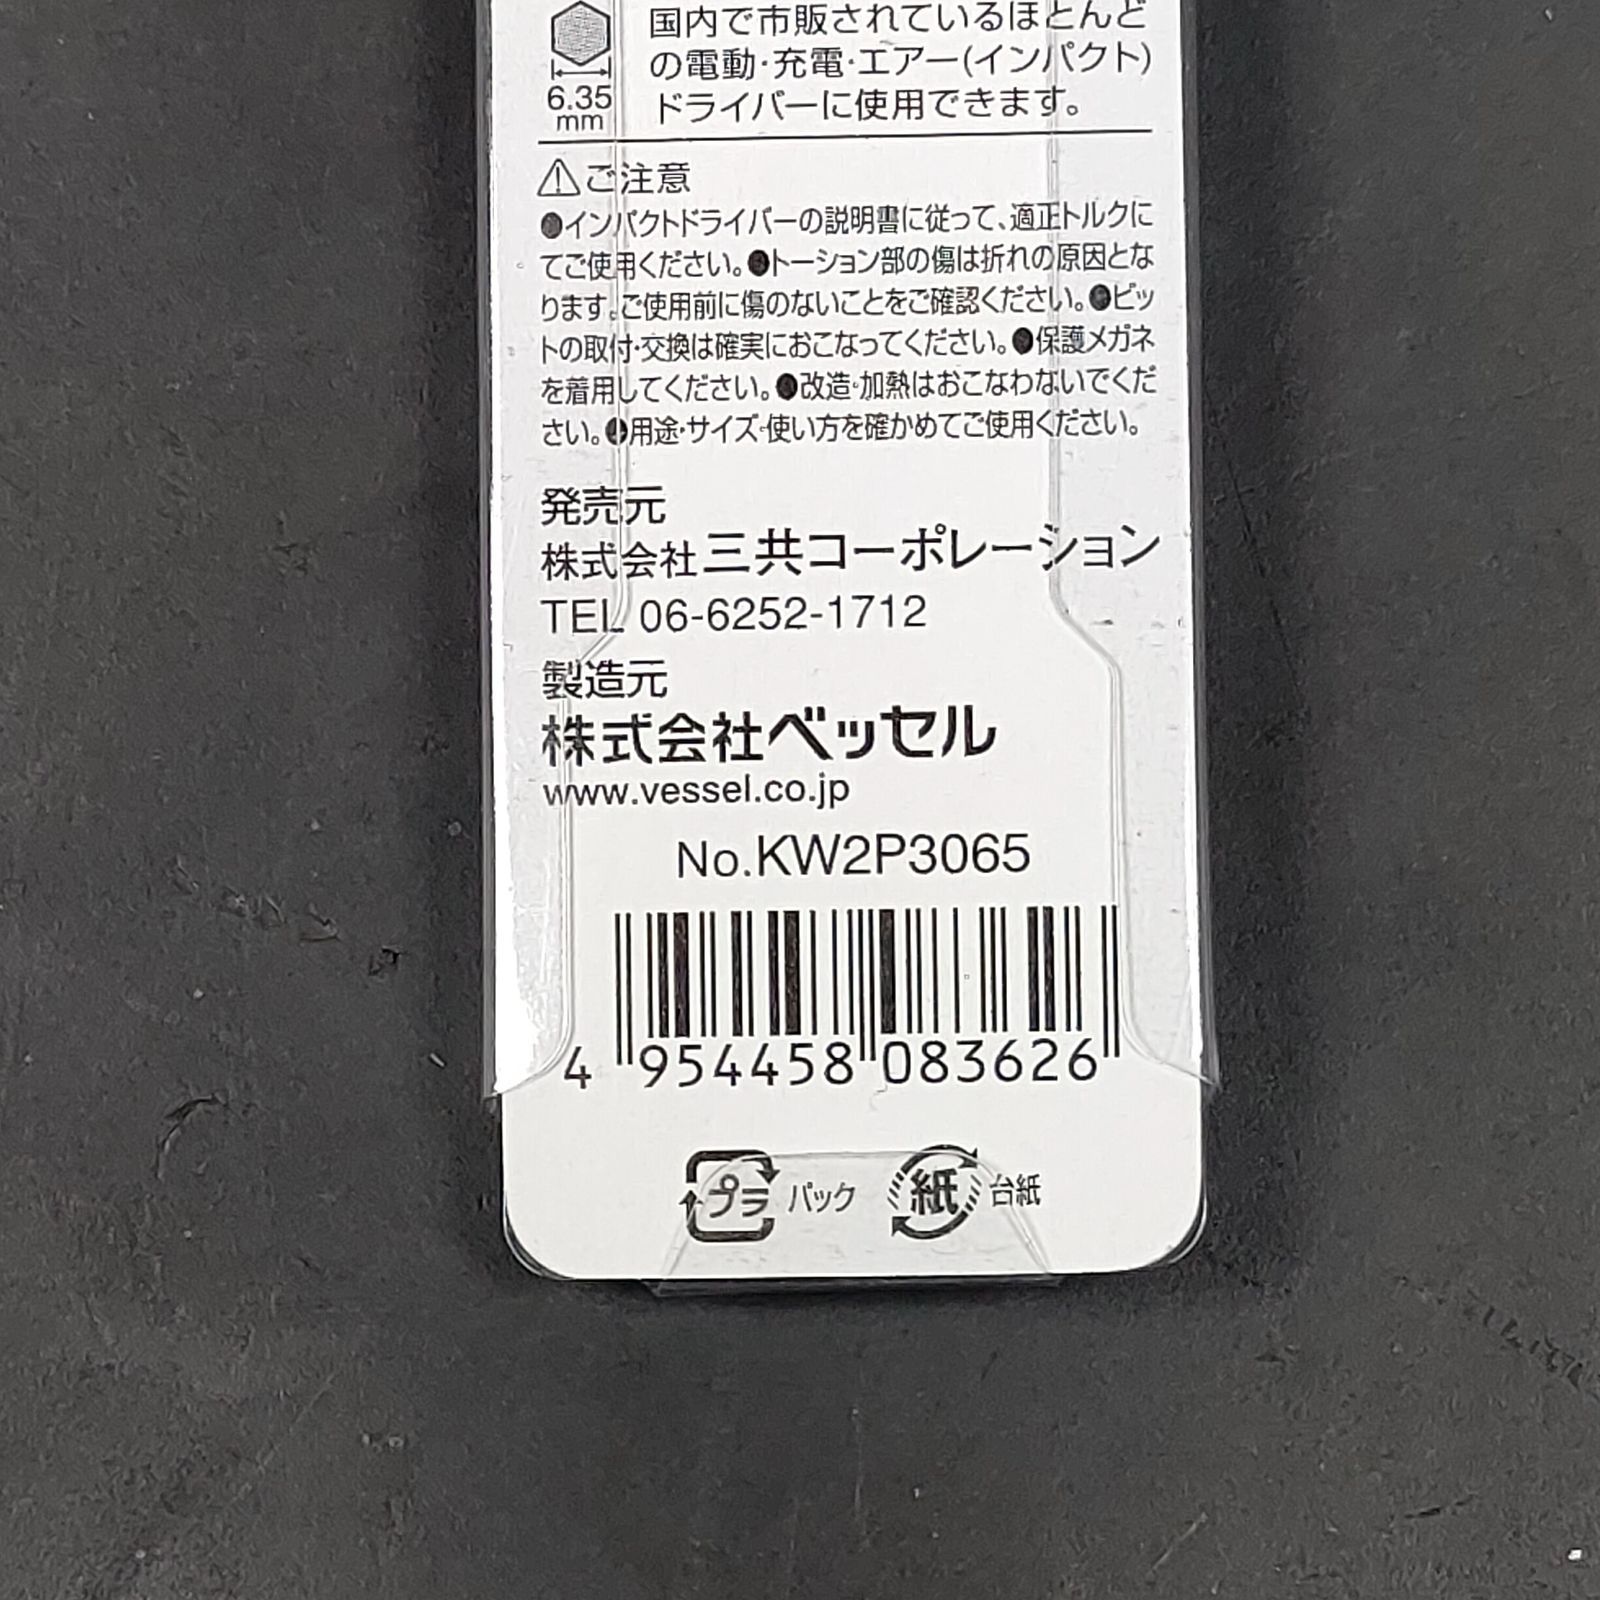 国内で市販されているほとんど
の電動・充電・エアー(インパクト)
ドライバーに使用できます。
6.35
mm
⚠ご注意
●インパクトドライバーの説明書に従って、適正トルクに
てご使用ください。●トーション部の傷は折れの原因とな
ります。ご使用前に傷のないことをご確認ください。●ビッ
トの取付・交換は確実におこなってください。●保護メガネ
を着用してください。●改造・加熱はおこなわないでくだ
さい。●用途・サイズ・使い方を確かめてご使用ください。
発売元
株式会社三共コーポレーション
TEL 06-6252-1712
製造元
株式会社ベッセル
www.vessel.co.jp
No.KW2P3065
4 954458 083626
プラ パック 紙 台紙